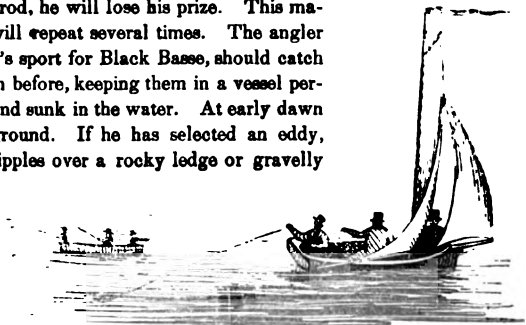 rod, he will lose his prize. This ma-
vill repeat several times. The angler
's sport for Black Basse, should catch
n before, keeping them in a vessel per-
nd sunk in the water. At early dawn
round. If he has selected an eddy,
ipples over a rocky ledge or gravelly